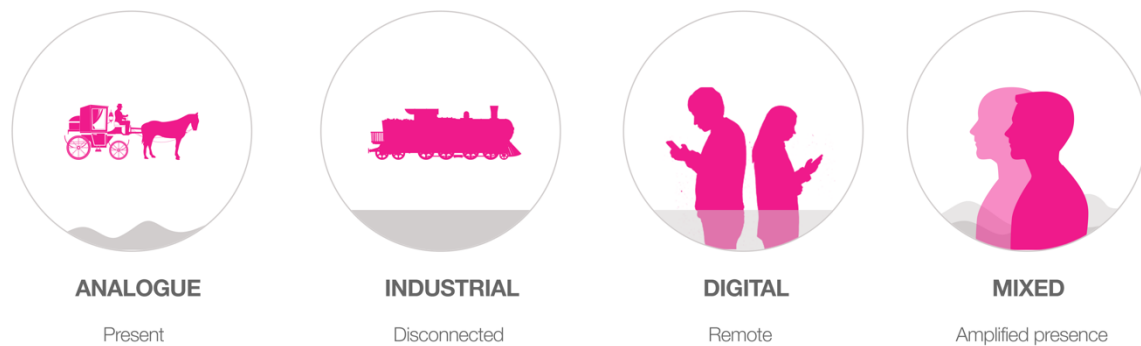 ANALOGUE
Present
INDUSTRIAL
Disconnected
DIGITAL
Remote
MIXED
Amplified presence